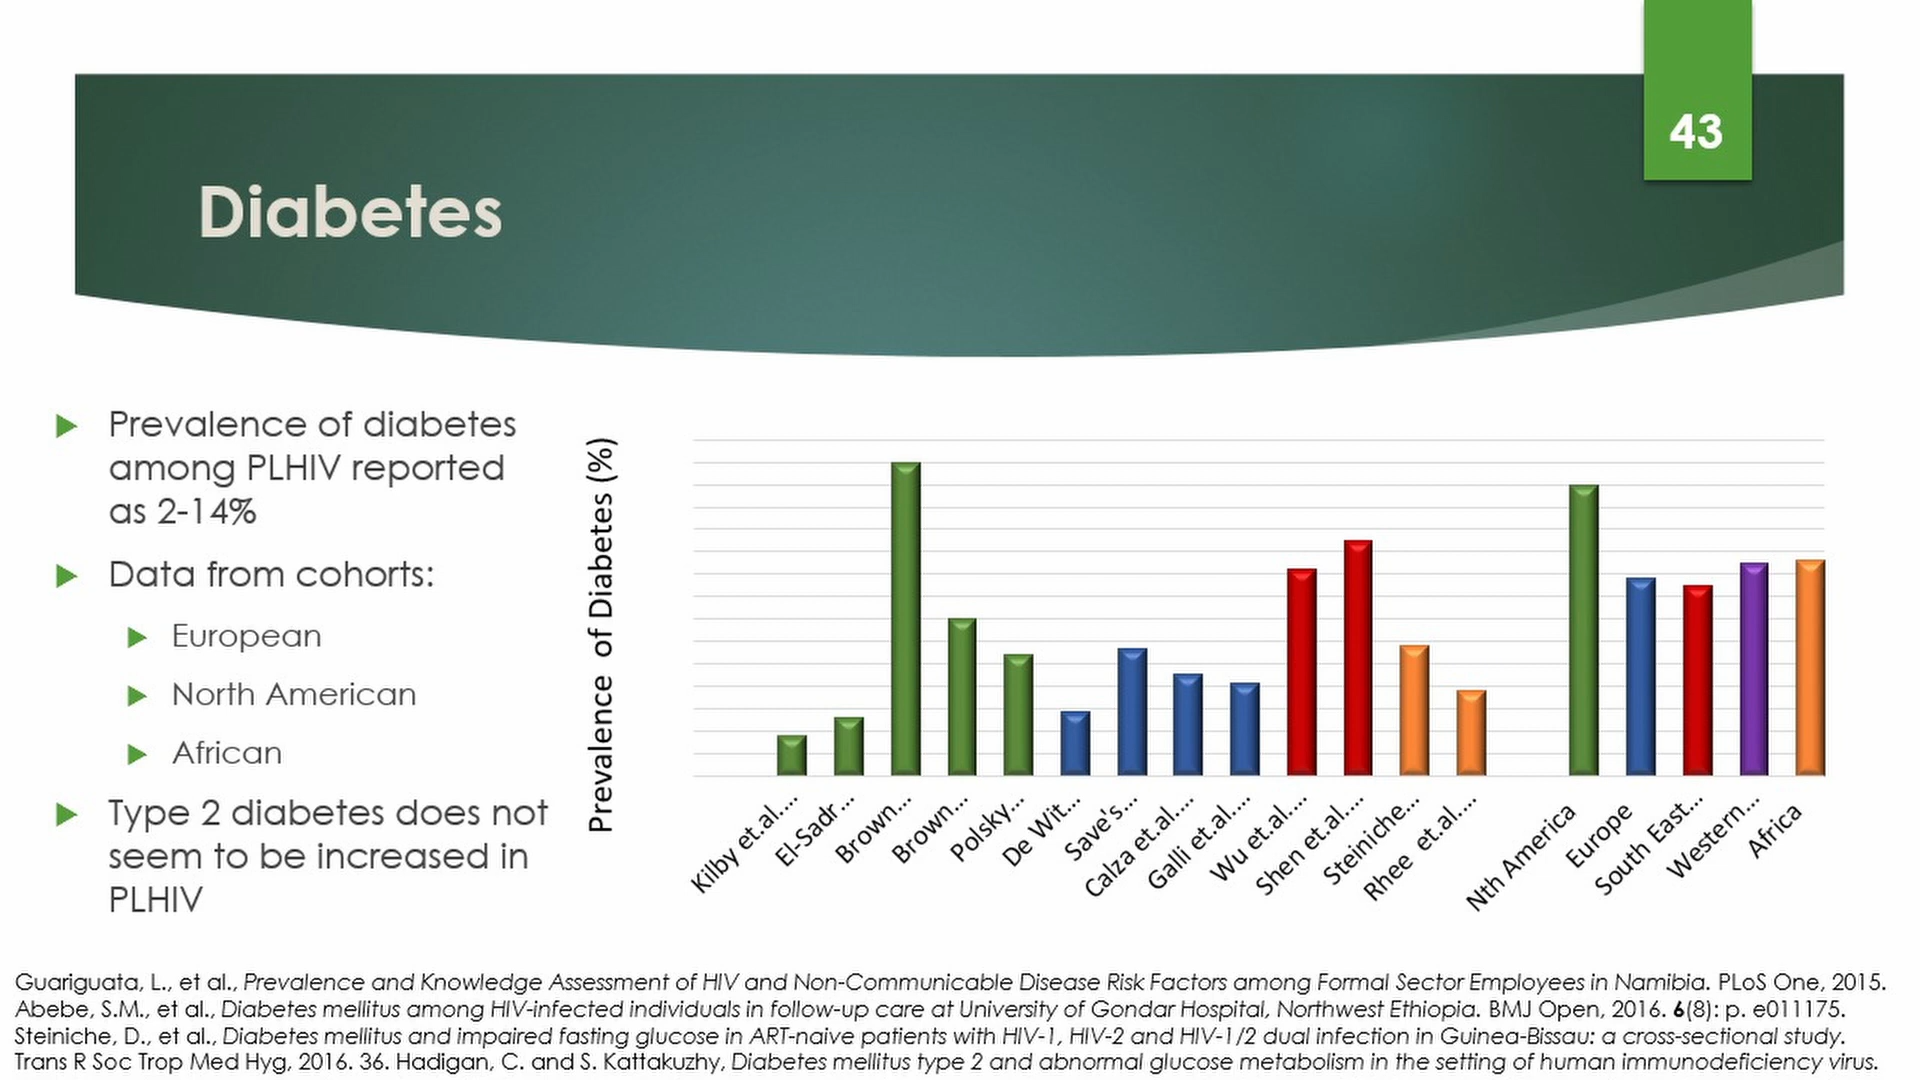 43
Diabetes
Prevalence of diabetes
among PLHIV reported
as 2-14%
Data from cohorts:
European
North American
African
Type 2 diabetes does not
seem to be increased in
PLHIV
Prevalence of Diabetes (%)
Kilby et.al....
El-Sadr...
Brown...
Brown...
Polsky...
De Wit...
Save's...
Calza et.al....
Galli et.al....
Wu et.al....
Shen et.al....
Steiniche...
Rhee et.al....
Nth America
Europe
South East...
Western...
Africa
Guariguata, L., et al., Prevalence and Knowledge Assessment of HIV and Non-Communicable Disease Risk Factors among Formal Sector Employees in Namibia. PLoS One, 2015.
Abebe, S.M., et al., Diabetes mellitus among HIV-infected individuals in follow-up care at University of Gondar Hospital, Northwest Ethiopia. BMJ Open, 2016. 6(8): p. e011175.
Steiniche, D., et al., Diabetes mellitus and impaired fasting glucose in ART-naive patients with HIV-1, HIV-2 and HIV-1/2 dual infection in Guinea-Bissau: a cross-sectional study.
Trans R Soc Trop Med Hyg, 2016. 36. Hadigan, C. and S. Kattakuzhy, Diabetes mellitus type 2 and abnormal glucose metabolism in the setting of human immunodeficiency virus.